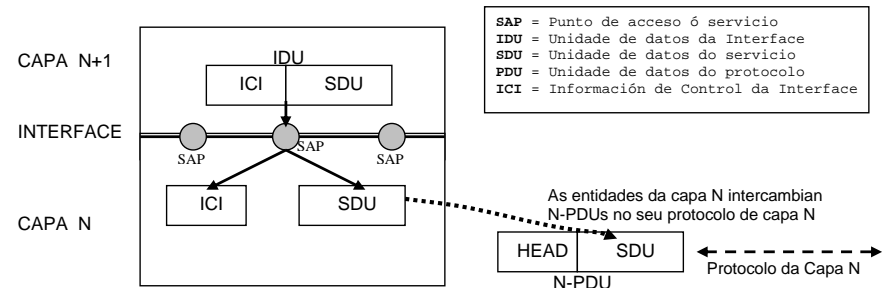 SAP = Punto de acceso ó servicio
IDU = Unidade de datos da Interface
SDU = Unidade de datos do servicio
PDU = Unidade de datos do protocolo
ICI = Información de Control da Interface
CAPA N+1
IDU
ICI SDU
INTERFACE
SAP SAP SAP
CAPA N
ICI SDU
As entidades da capa N intercambian
N-PDUs no seu protocolo de capa N
HEAD SDU
N-PDU
Protocolo da Capa N